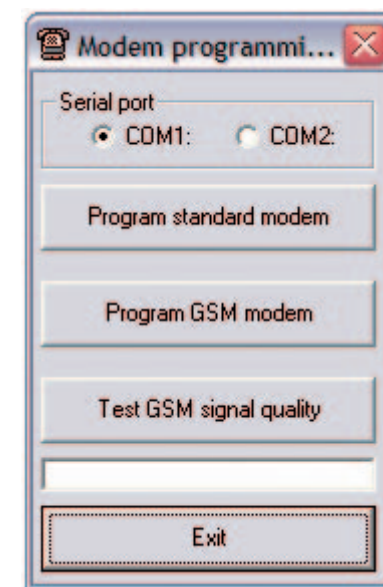 Modem programmi...
Serial port
COM1: COM2:
Program standard modem
Program GSM modem
Test GSM signal quality
Exit